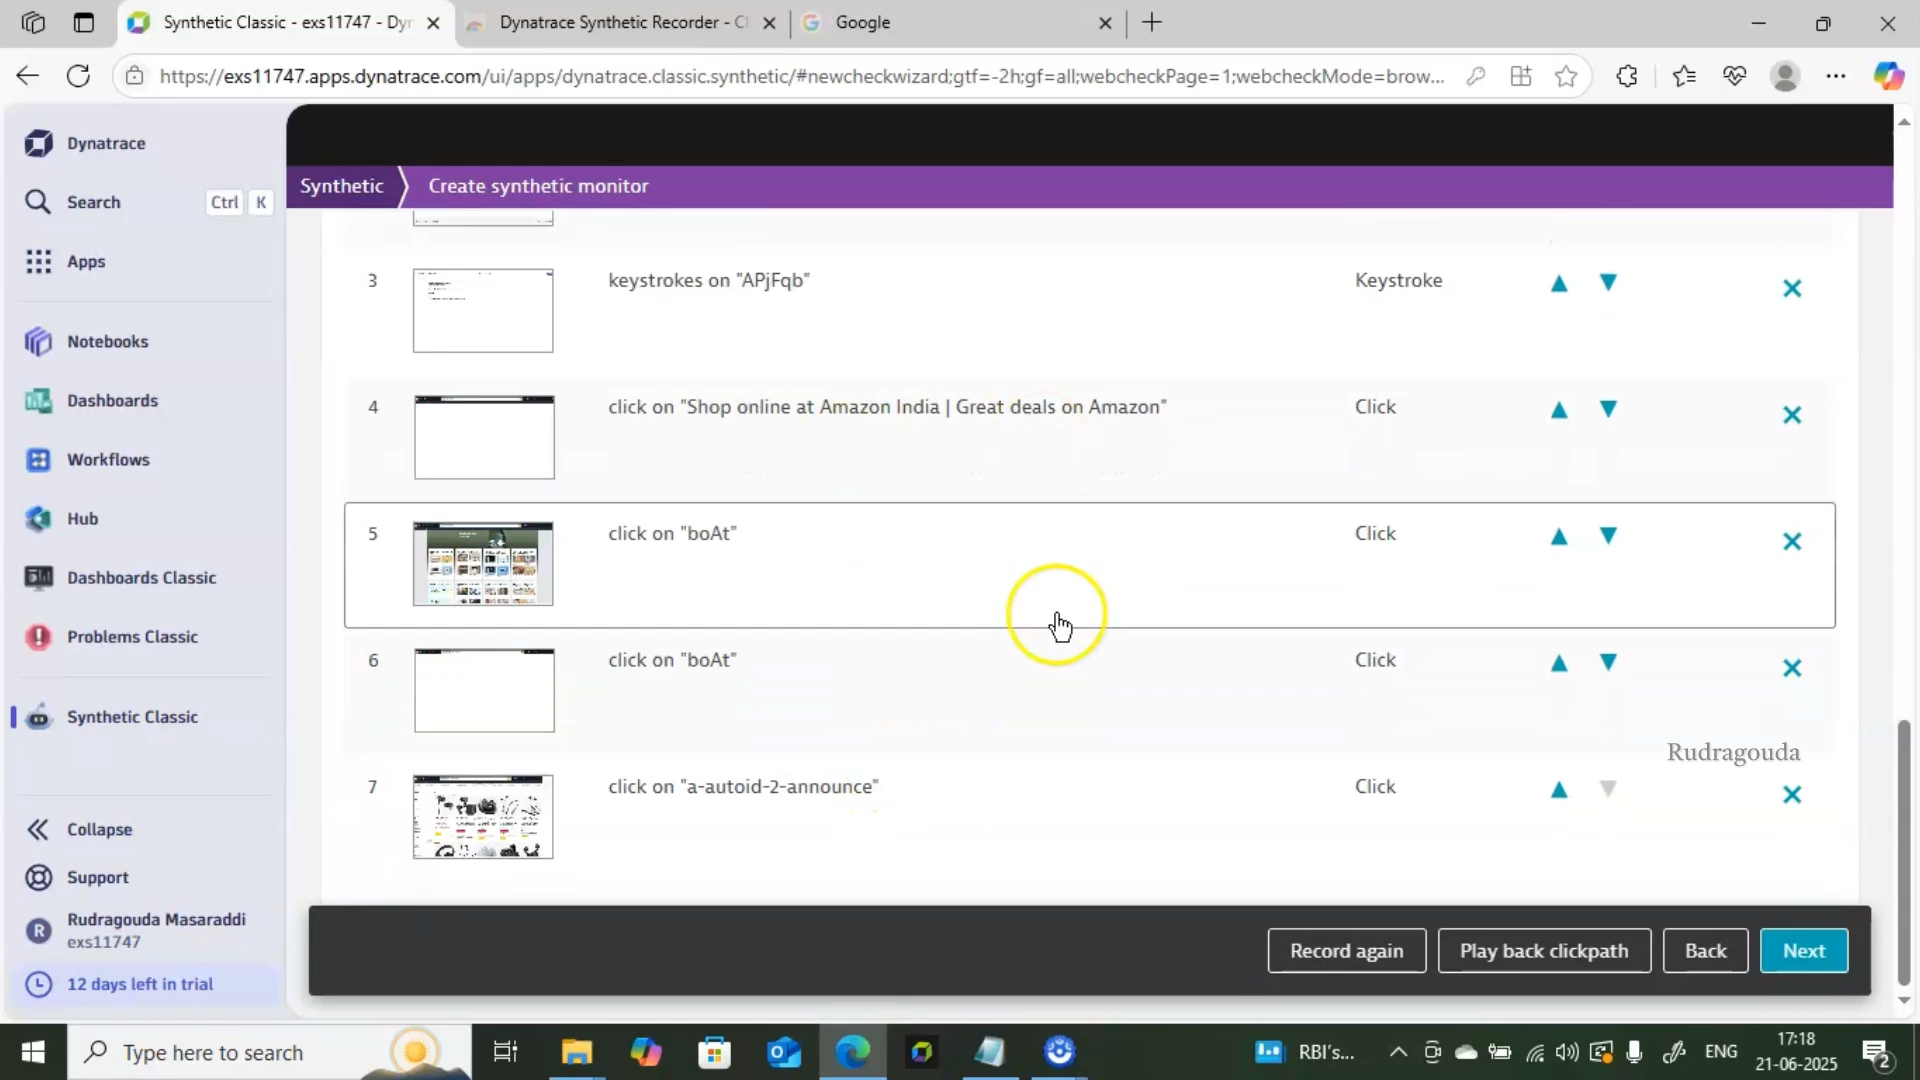 Synthetic Classic - exs11747 - Dyn
Dynatrace Synthetic Recorder - C
Google
https://exs11747.apps.dynatrace.com/ui/apps/dynatrace.classic.synthetic/#newcheckwizard;gtf=-2h;gf=all;webcheckPage=1;webcheckMode=brow...
Dynatrace
Search Ctrl K
Apps
Notebooks
Dashboards
Workflows
Hub
Dashboards Classic
Problems Classic
Synthetic Classic
Collapse
Support
R Rudragouda Masaraddi
exs11747
12 days left in trial
Synthetic Create synthetic monitor
3 keystrokes on "APjFqb" Keystroke
4 click on "Shop online at Amazon India | Great deals on Amazon" Click
5 click on "boAt" Click
6 click on "boAt" Click
Rudragouda
7 click on "a-autoid-2-announce" Click
Record again Play back clickpath Back Next
Type here to search
RBI's...
ENG
17:18
21-06-2025
2